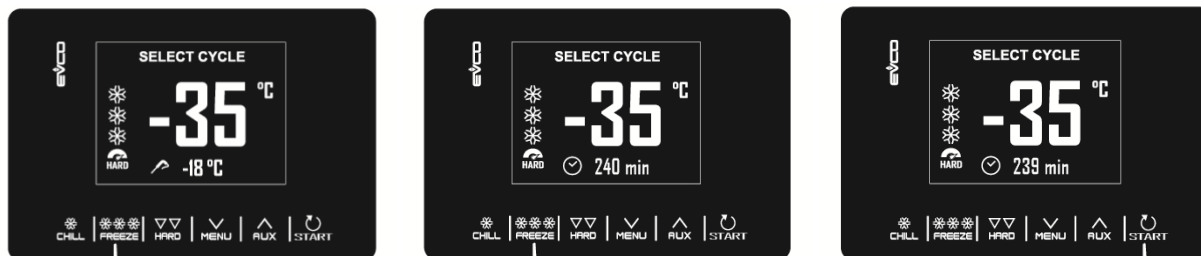 EVCO
SELECT CYCLE
-35 °C
HARD
-18 °C
CHILL FREEZE HARD MENU AUX START
EVCO
SELECT CYCLE
-35 °C
HARD
240 min
CHILL FREEZE HARD MENU AUX START
EVCO
SELECT CYCLE
-35 °C
HARD
239 min
CHILL FREEZE HARD MENU AUX START